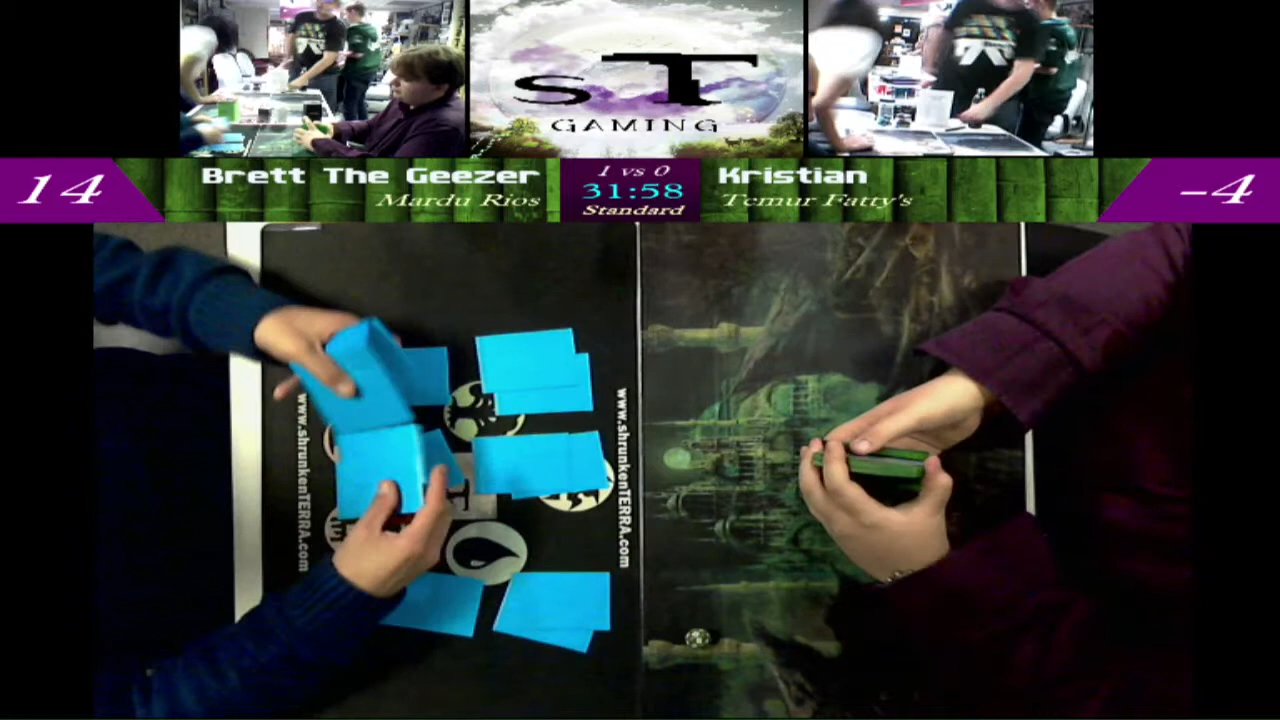 sT
GAMING
14
Brett The Geezer
Mardu Rios
1 vs 0
31:58
Standard
Kristian
Temur Fatty's
-4
www.shrunkenTERRA.com
www.shrunkenTERRA.com